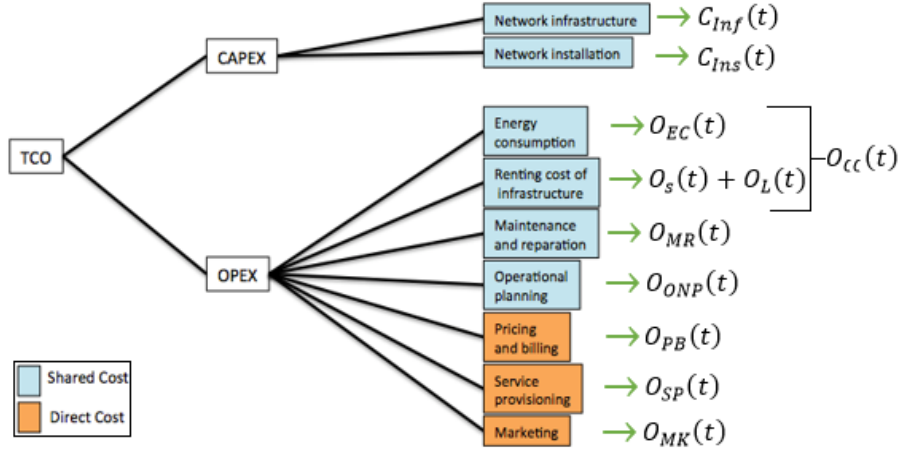 Network infrastructure
C_Inf(t)
CAPEX
Network installation
C_Ins(t)
TCO
Energy
consumption
O_EC(t)
Renting cost of
infrastructure
O_s(t) + O_L(t)
O_CC(t)
Maintenance
and reparation
O_MR(t)
OPEX
Operational
planning
O_ONP(t)
Pricing
and billing
O_PB(t)
Service
provisioning
O_SP(t)
Marketing
O_MK(t)
Shared Cost
Direct Cost